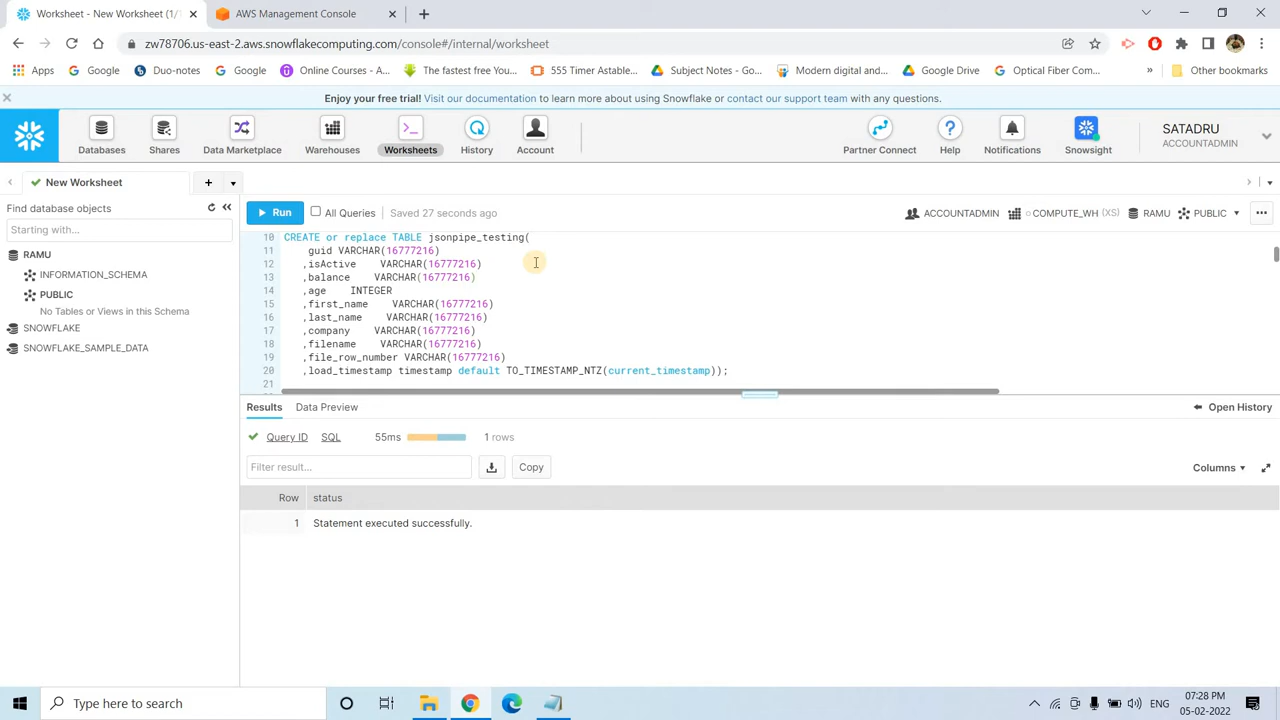 Worksheet - New Worksheet (1/1
AWS Management Console
zw78706.us-east-2.aws.snowflakecomputing.com/console#/internal/worksheet
Apps
Google
Duo-notes
Google
Online Courses - A...
The fastest free You...
555 Timer Astable...
Subject Notes - Go...
Modern digital and...
Google Drive
Optical Fiber Com...
»
Other bookmarks
Enjoy your free trial! Visit our documentation to learn more about using Snowflake or contact our support team with any questions.
Databases
Shares
Data Marketplace
Warehouses
Worksheets
History
Account
Partner Connect
Help
Notifications
Snowsight
SATADRU
ACCOUNTADMIN
New Worksheet
Find database objects
Starting with...
RAMU
INFORMATION_SCHEMA
PUBLIC
No Tables or Views in this Schema
SNOWFLAKE
SNOWFLAKE_SAMPLE_DATA
Run
All Queries
Saved 27 seconds ago
ACCOUNTADMIN
COMPUTE_WH (XS)
RAMU
PUBLIC
10 CREATE or replace TABLE jsonpipe_testing(
11 guid VARCHAR(16777216)
12 ,isActive VARCHAR(16777216)
13 ,balance VARCHAR(16777216)
14 ,age INTEGER
15 ,first_name VARCHAR(16777216)
16 ,last_name VARCHAR(16777216)
17 ,company VARCHAR(16777216)
18 ,filename VARCHAR(16777216)
19 ,file_row_number VARCHAR(16777216)
20 ,load_timestamp timestamp default TO_TIMESTAMP_NTZ(current_timestamp));
21
Results
Data Preview
Open History
Query ID
SQL
55ms
1 rows
Filter result...
Copy
Columns
Row status
1 Statement executed successfully.
Type here to search
ENG
07:28 PM
05-02-2022